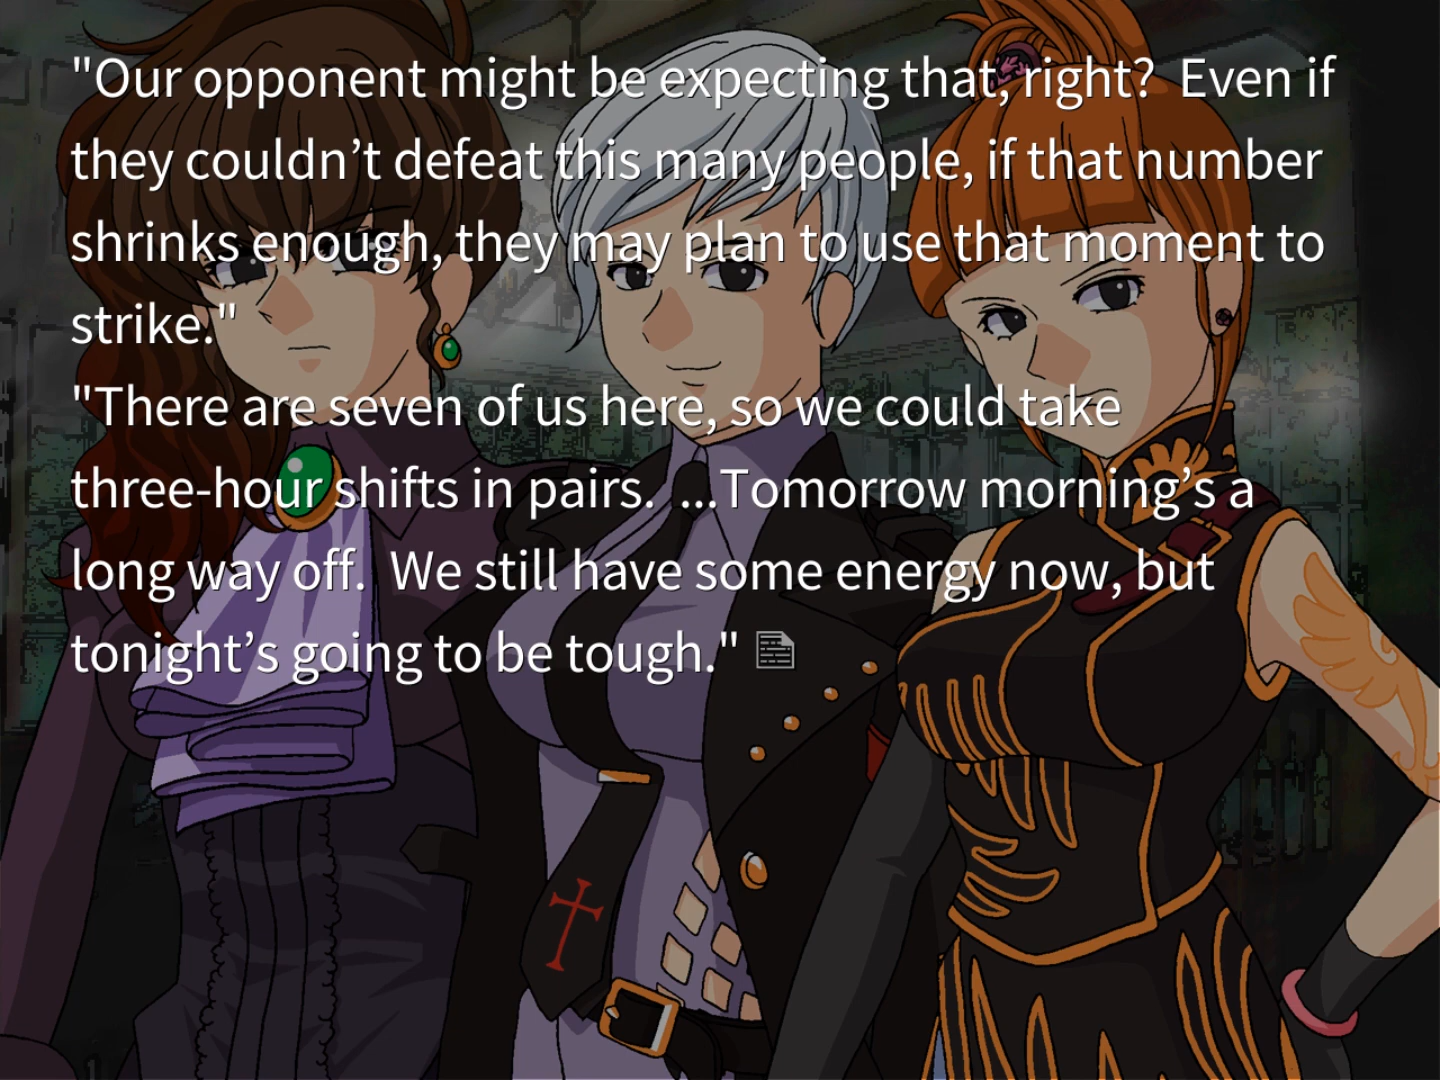 "Our opponent might be expecting that, right?  Even if
they couldn’t defeat this many people, if that number
shrinks enough, they may plan to use that moment to
strike."
"There are seven of us here, so we could take
three-hour shifts in pairs.  ...Tomorrow morning’s a
long way off.  We still have some energy now, but
tonight’s going to be tough."